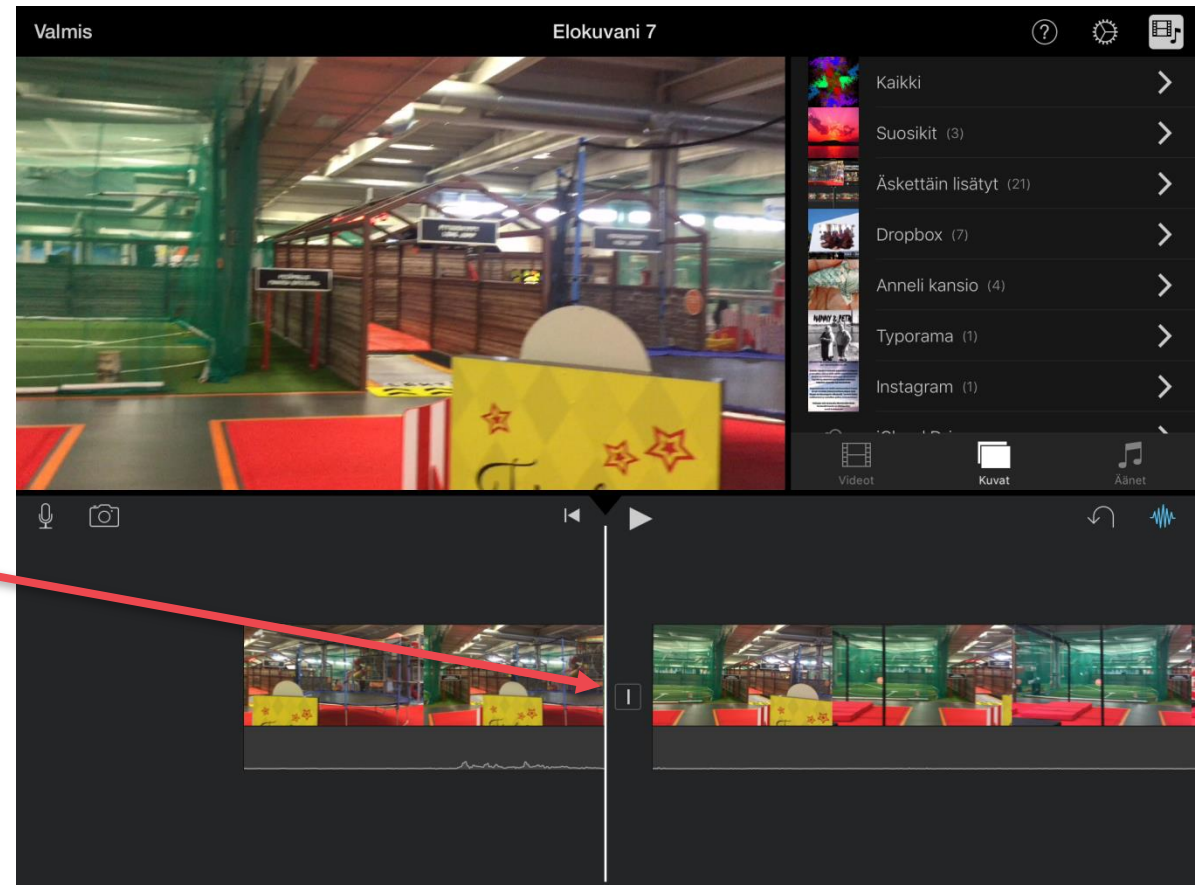 Valmis
Elokuvani 7
Kaikki
Suosikit (3)
Äskettäin lisätyt (21)
Dropbox (7)
Anneli kansio (4)
Typorama (1)
Instagram (1)
Videot
Kuvat
Äänet